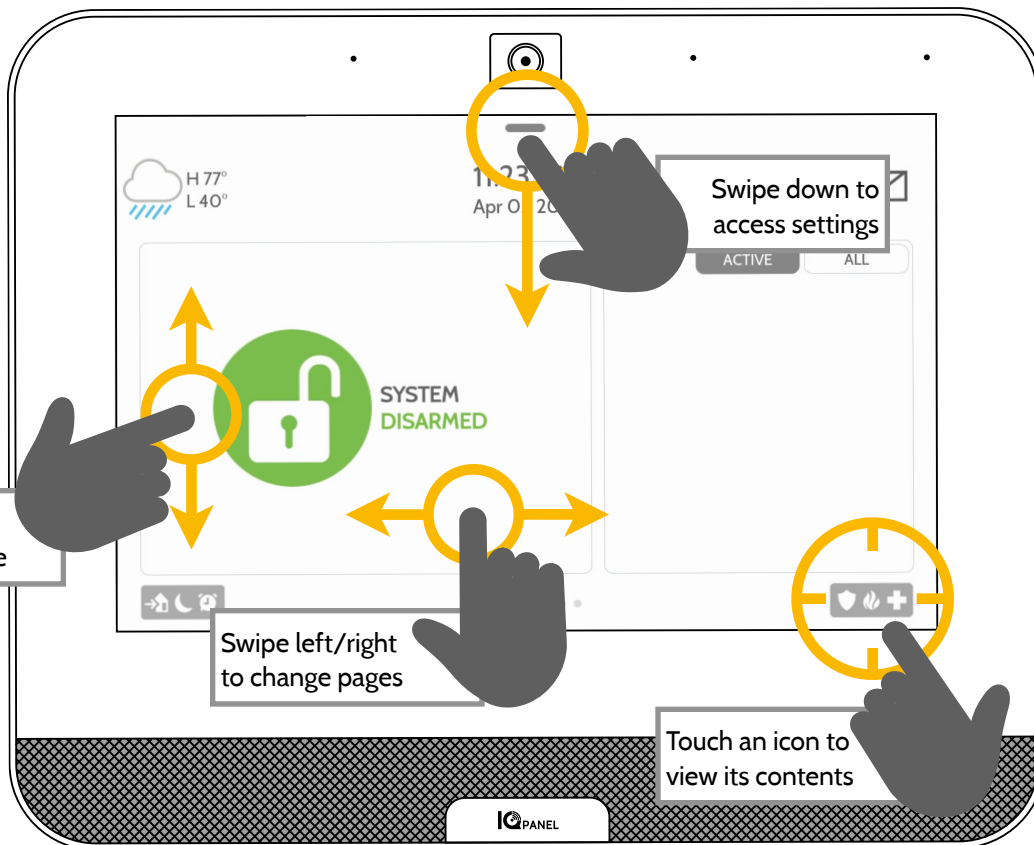 H 77°
L 40°
Swipe down to
access settings
ACTIVE
ALL
SYSTEM
DISARMED
Swipe left/right
to change pages
Touch an icon to
view its contents
IQ PANEL